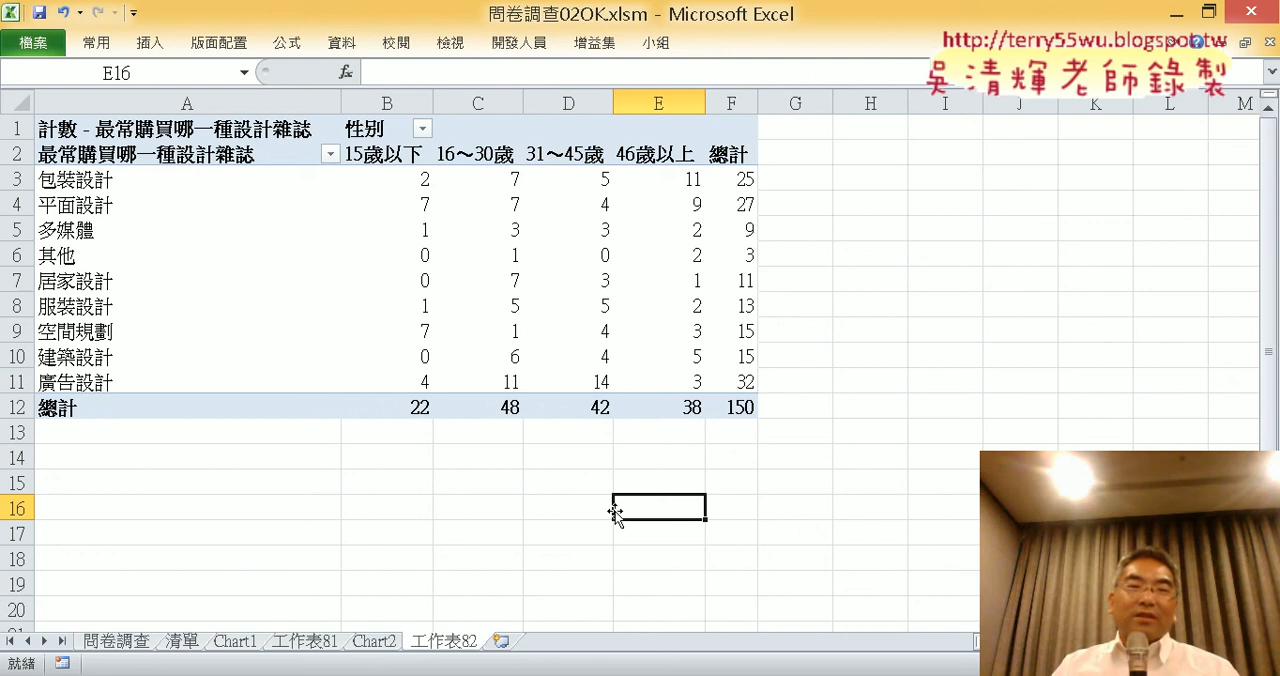 問卷調查02OK.xlsm - Microsoft Excel
檔案 常用 插入 版面配置 公式 資料 校閱 檢視 開發人員 增益集 小組
http://terry55wu.blogspot.tw
吳清輝老師錄製
E16 fx
A B C D E F G H I J K L M
1 計數 - 最常購買哪一種設計雜誌 性別
2 最常購買哪一種設計雜誌 15歲以下 16～30歲 31～45歲 46歲以上 總計
3 包裝設計 2 7 5 11 25
4 平面設計 7 7 4 9 27
5 多媒體 1 3 3 2 9
6 其他 0 1 0 2 3
7 居家設計 0 7 3 1 11
8 服裝設計 1 5 5 2 13
9 空間規劃 7 1 4 3 15
10 建築設計 0 6 4 5 15
11 廣告設計 4 11 14 3 32
12 總計 22 48 42 38 150
13
14
15
16
17
18
19
20
問卷調查 清單 Chart1 工作表81 Chart2 工作表82
就緒